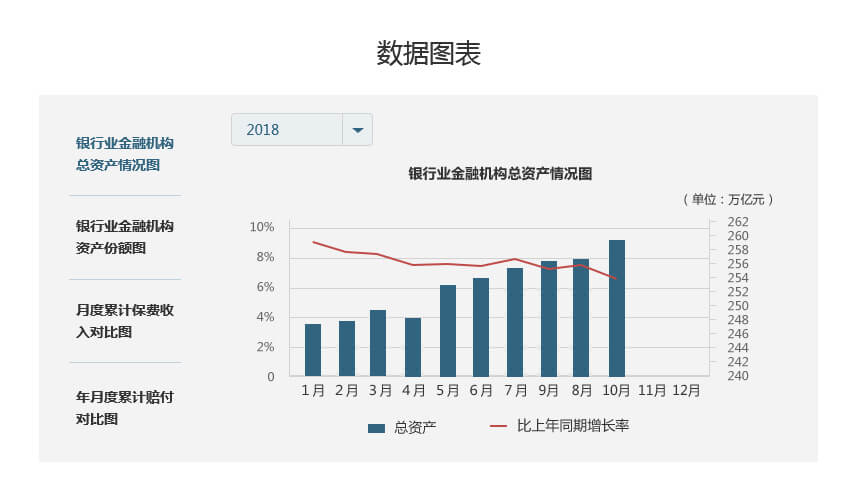 数据图表
银行业金融机构
总资产情况图
银行业金融机构
资产份额图
月度累计保费收
入对比图
年月度累计赔付
对比图
2018
银行业金融机构总资产情况图
（单位：万亿元）
10%
8%
6%
4%
2%
0
262
260
258
256
254
252
250
248
246
244
242
240
1月 2月 3月 4月 5月 6月 7月 9月 8月 10月 11月 12月
总资产 比上年同期增长率